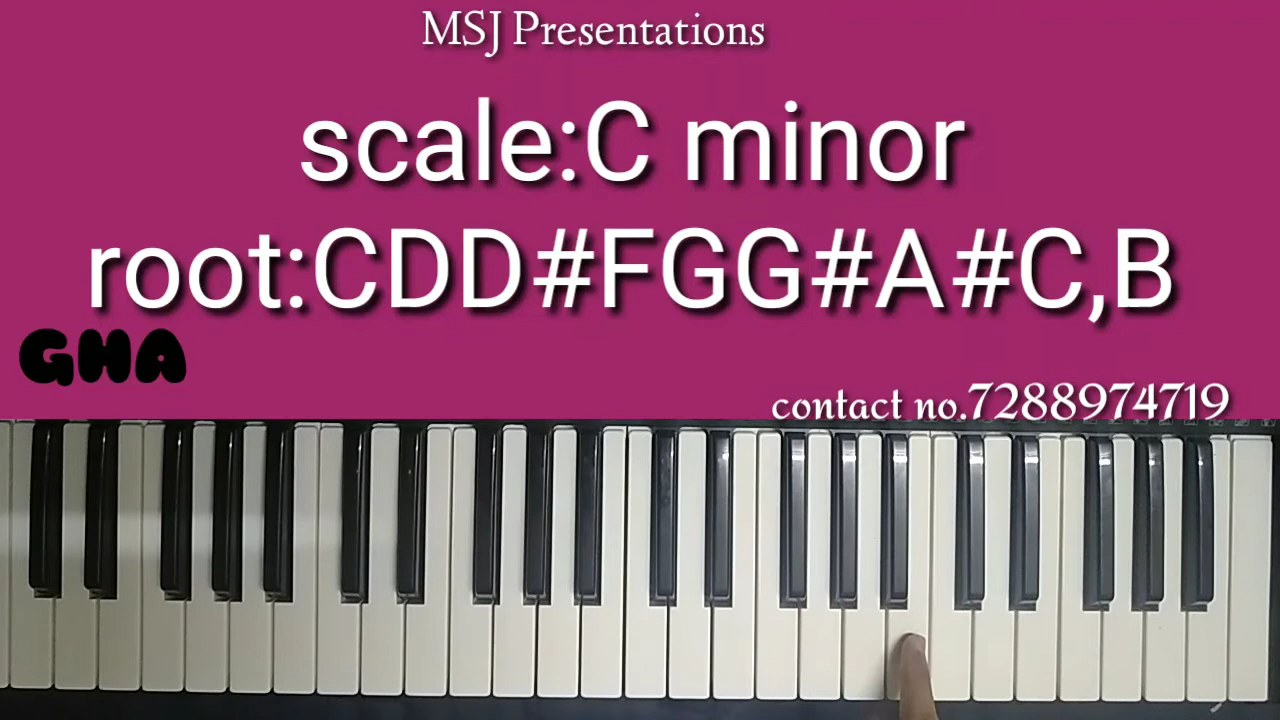 MSJ Presentations
scale:C minor
root:CDD#FGG#A#C,B
GHA
contact no.7288974719